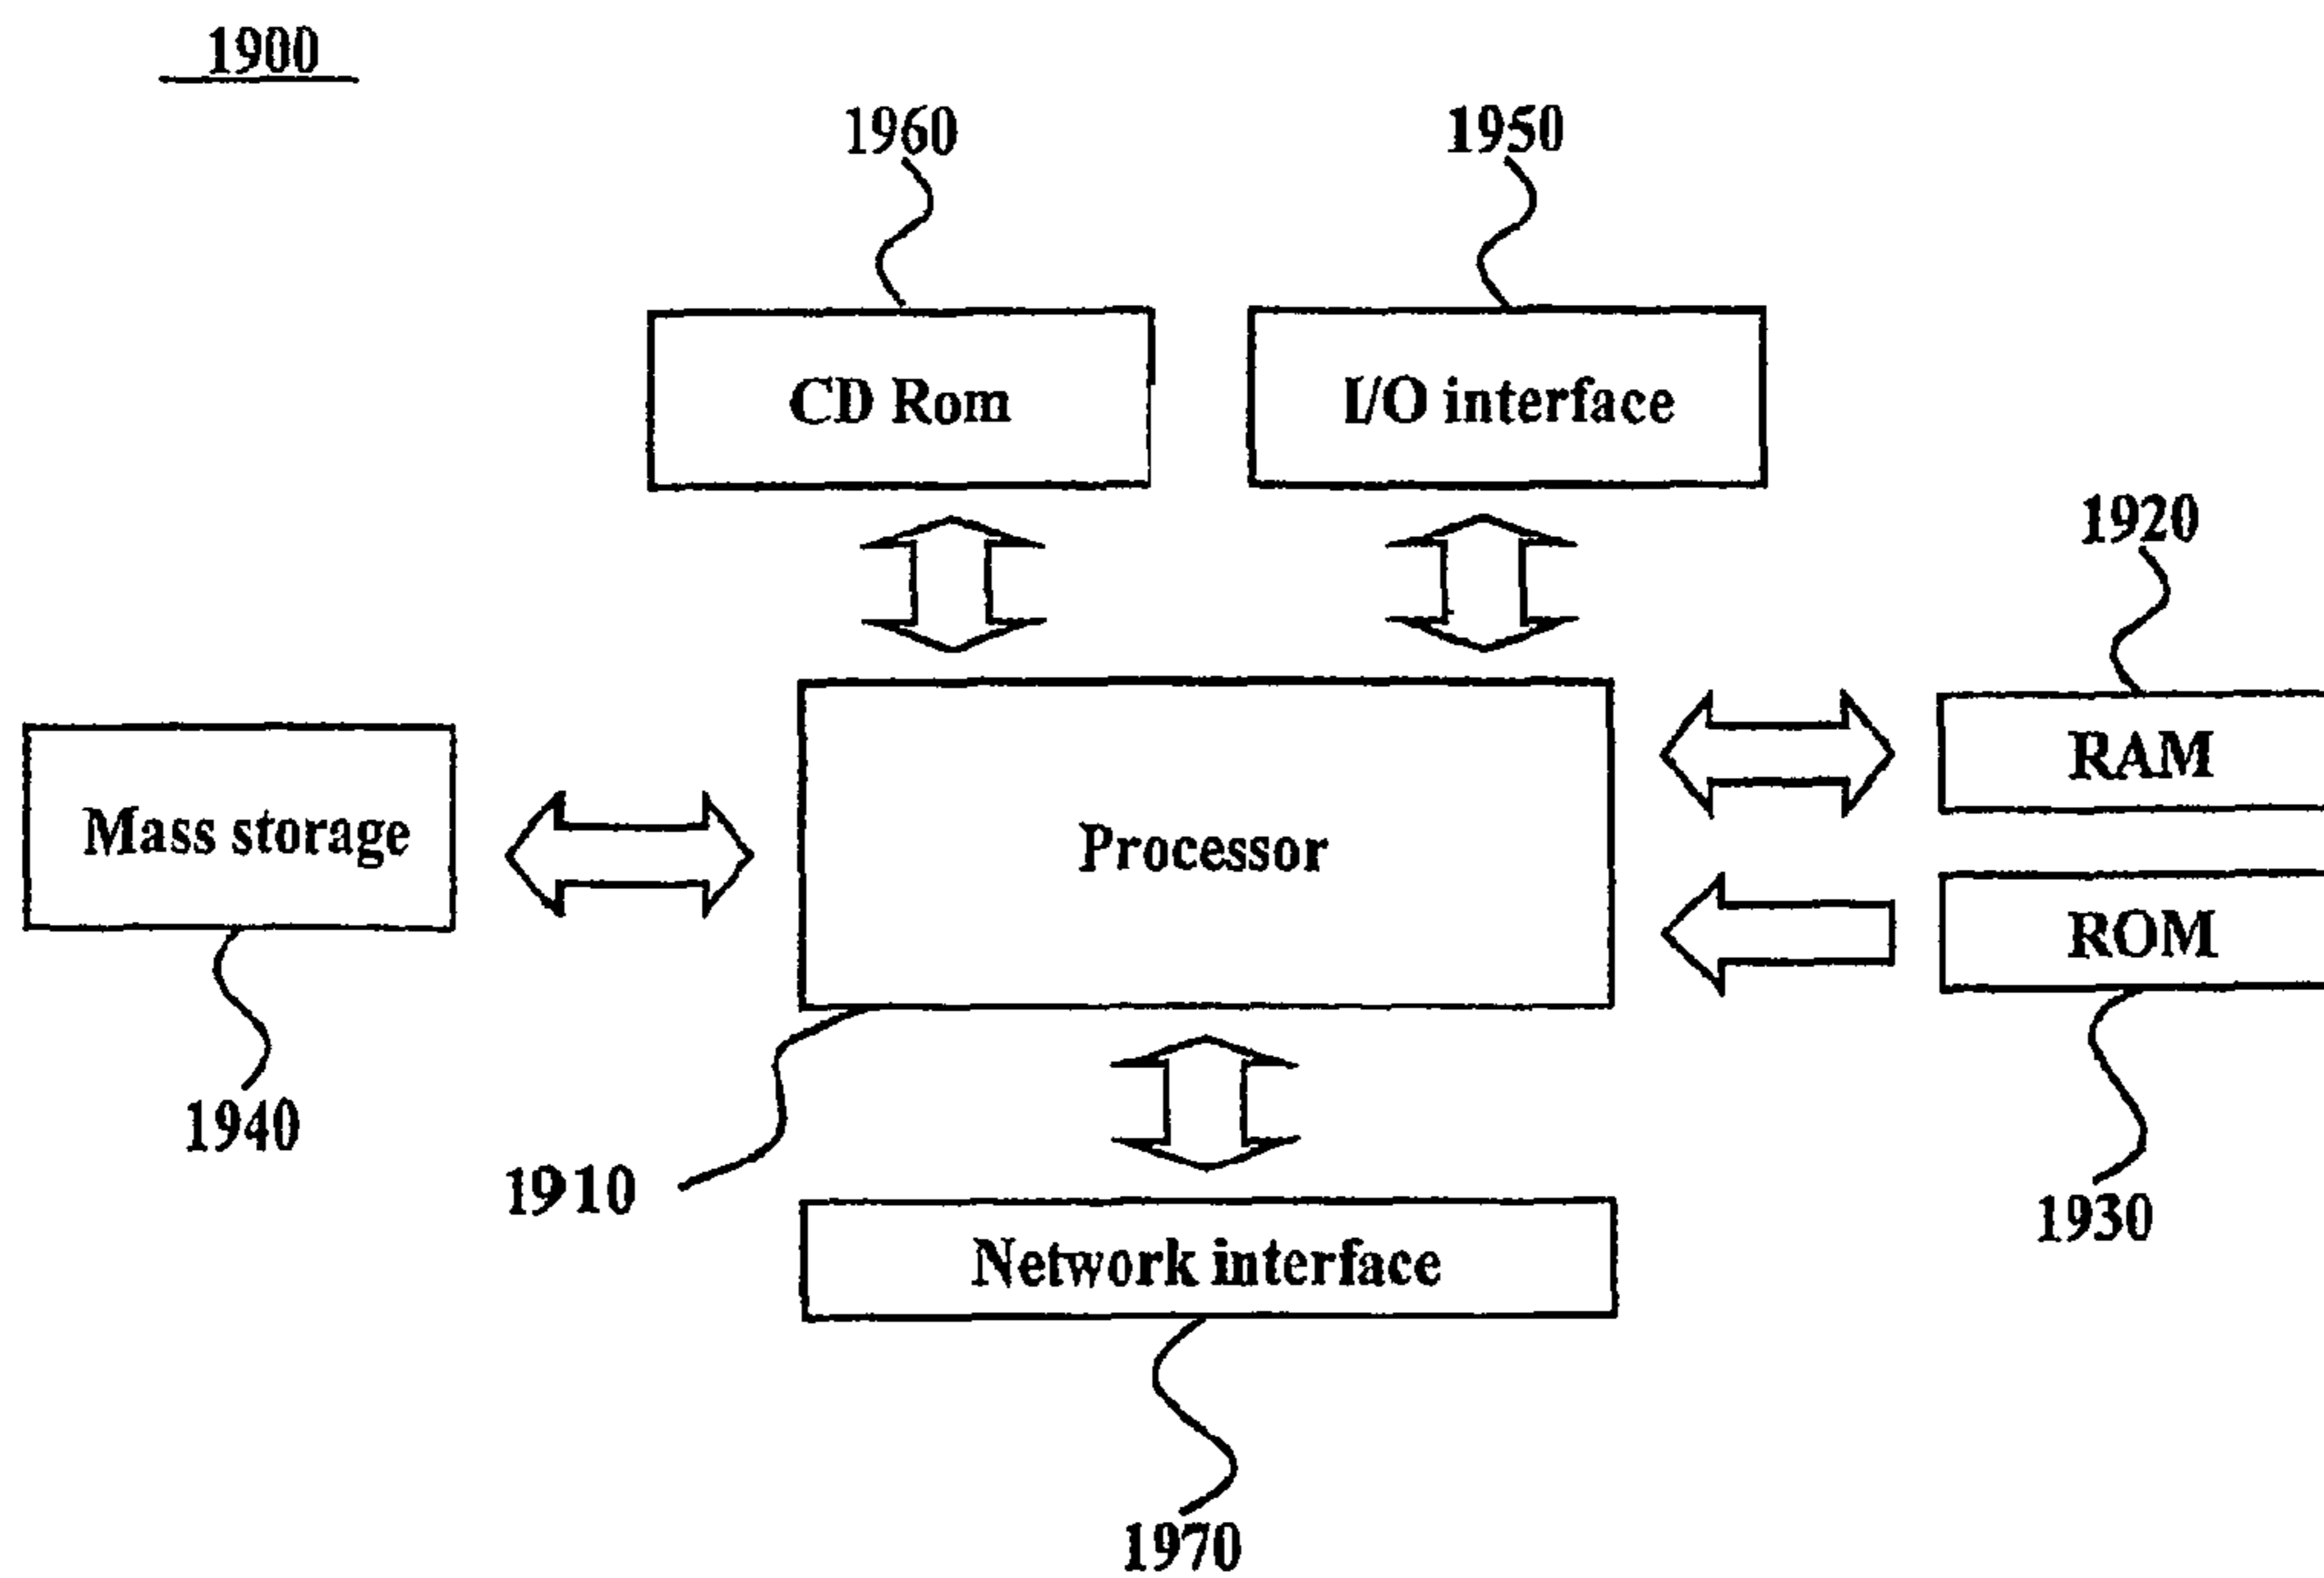 1900
1960
1950
CD Rom
I/O interface
1920
RAM
Mass storage
Processor
ROM
1940
1910
1930
Network interface
1970